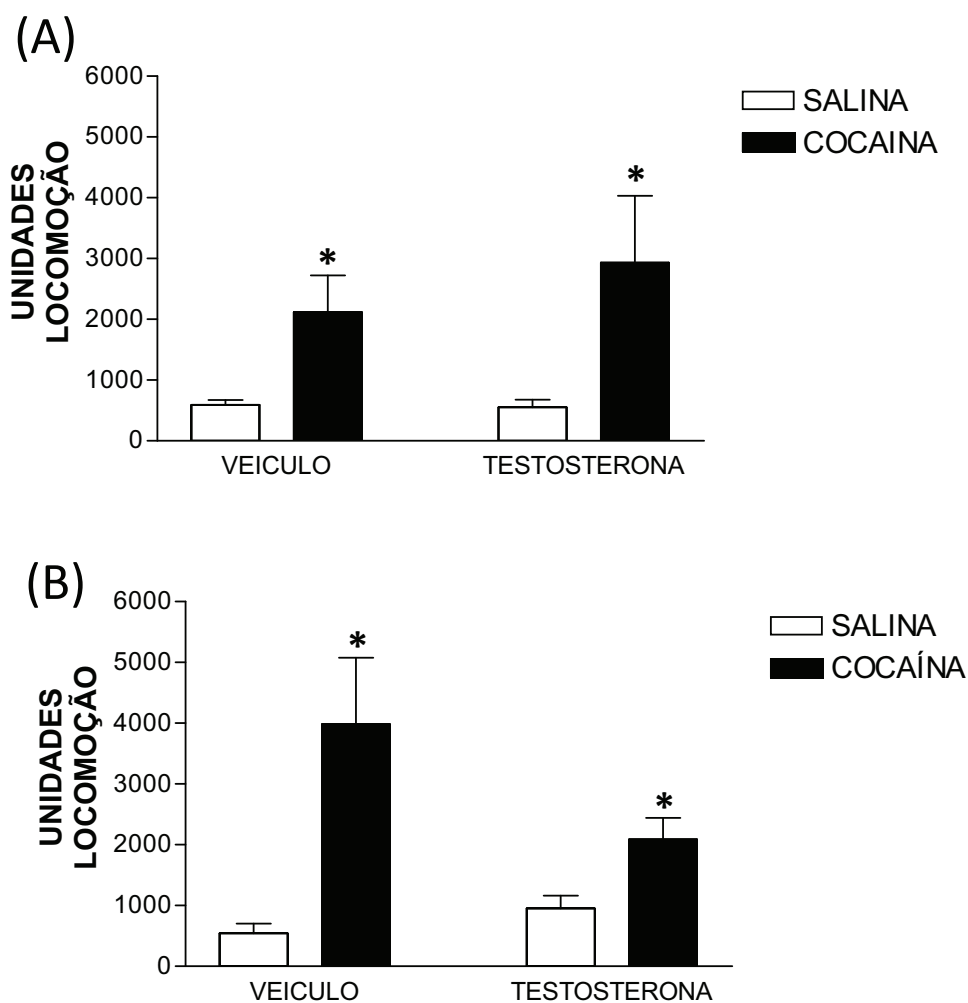 (A)
6000
5000
4000
3000
2000
1000
0
UNIDADES
LOCOMOÇÃO
*
*
SALINA
COCAINA
VEICULO
TESTOSTERONA
(B)
6000
5000
4000
3000
2000
1000
0
UNIDADES
LOCOMOÇÃO
*
*
SALINA
COCAÍNA
VEICULO
TESTOSTERONA